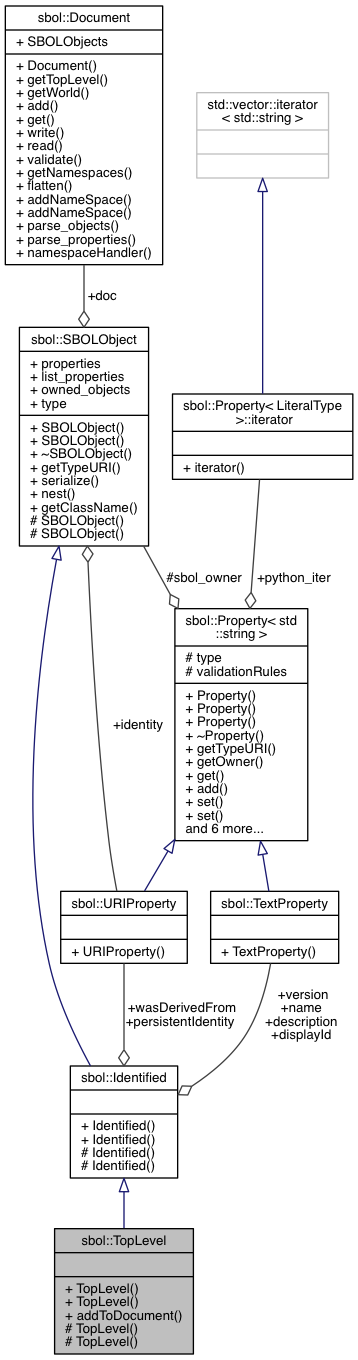 sbol::Document
+ SBOLObjects
+ Document()
+ getTopLevel()
+ getWorld()
+ add()
+ get()
+ write()
+ read()
+ validate()
+ getNamespaces()
+ flatten()
+ addNameSpace()
+ addNameSpace()
+ parse_objects()
+ parse_properties()
+ namespaceHandler()
std::vector::iterator
< std::string >
+doc
sbol::SBOLObject
+ properties
+ list_properties
+ owned_objects
+ type
+ SBOLObject()
+ SBOLObject()
+ ~SBOLObject()
+ getTypeURI()
+ serialize()
+ nest()
+ getClassName()
# SBOLObject()
# SBOLObject()
sbol::Property< LiteralType
>::iterator
+ iterator()
#sbol_owner
+python_iter
sbol::Property< std
::string >
# type
# validationRules
+ Property()
+ Property()
+ Property()
+ ~Property()
+ getTypeURI()
+ getOwner()
+ get()
+ add()
+ set()
+ set()
and 6 more...
+identity
sbol::URIProperty
+ URIProperty()
sbol::TextProperty
+ TextProperty()
+wasDerivedFrom
+persistentIdentity
+version
+name
+description
+displayId
sbol::Identified
+ Identified()
+ Identified()
# Identified()
# Identified()
sbol::TopLevel
+ TopLevel()
+ TopLevel()
+ addToDocument()
# TopLevel()
# TopLevel()